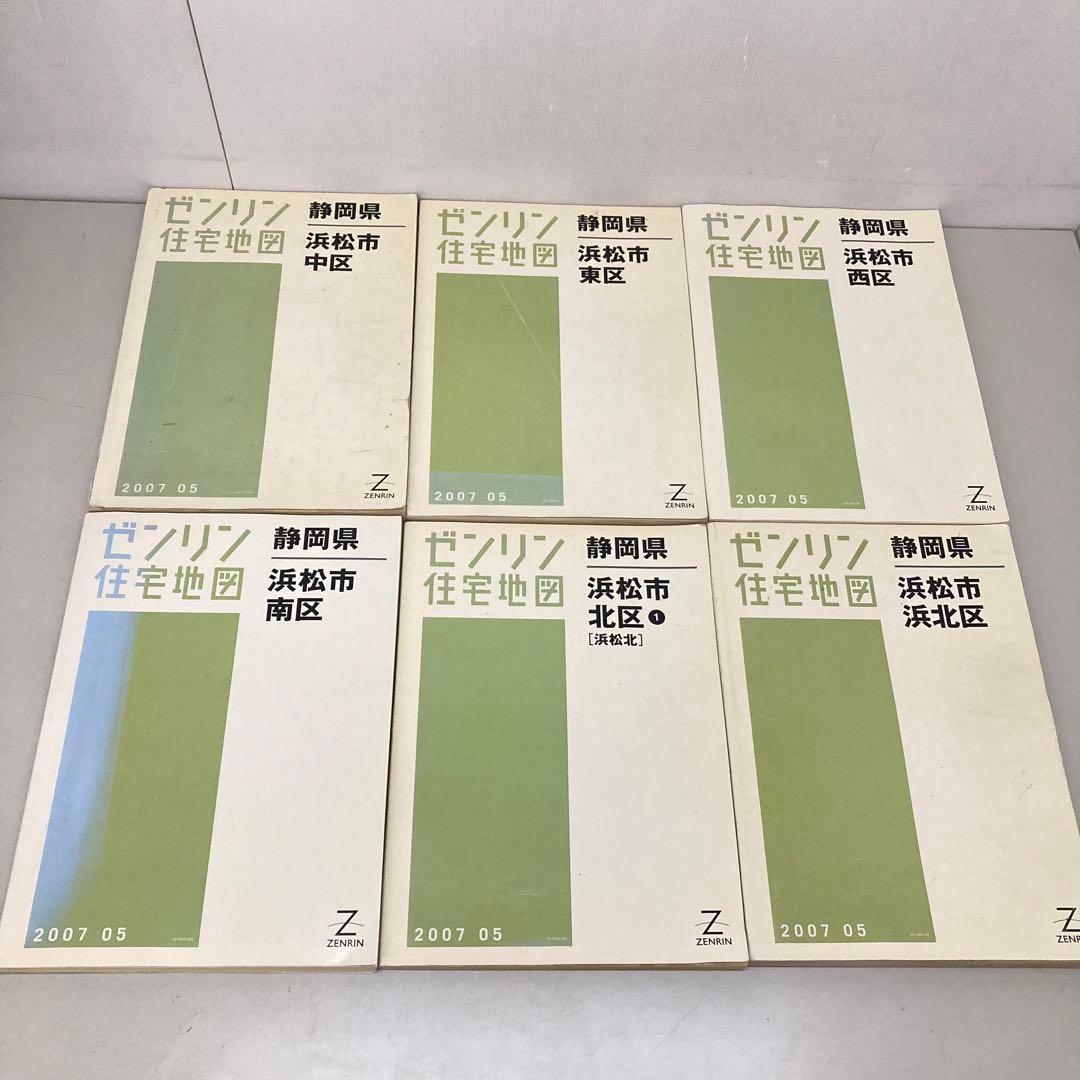 ゼンリン
住宅地図
静岡県
浜松市
中区
2007 05
ZENRIN
ゼンリン
住宅地図
静岡県
浜松市
東区
2007 05
ZENRIN
ゼンリン
住宅地図
静岡県
浜松市
西区
2007 05
ZENRIN
ゼンリン
住宅地図
静岡県
浜松市
南区
2007 05
ZENRIN
ゼンリン
住宅地図
静岡県
浜松市
北区❶
[浜松北]
2007 05
ZENRIN
ゼンリン
住宅地図
静岡県
浜松市
浜北区
2007 05
ZENRIN